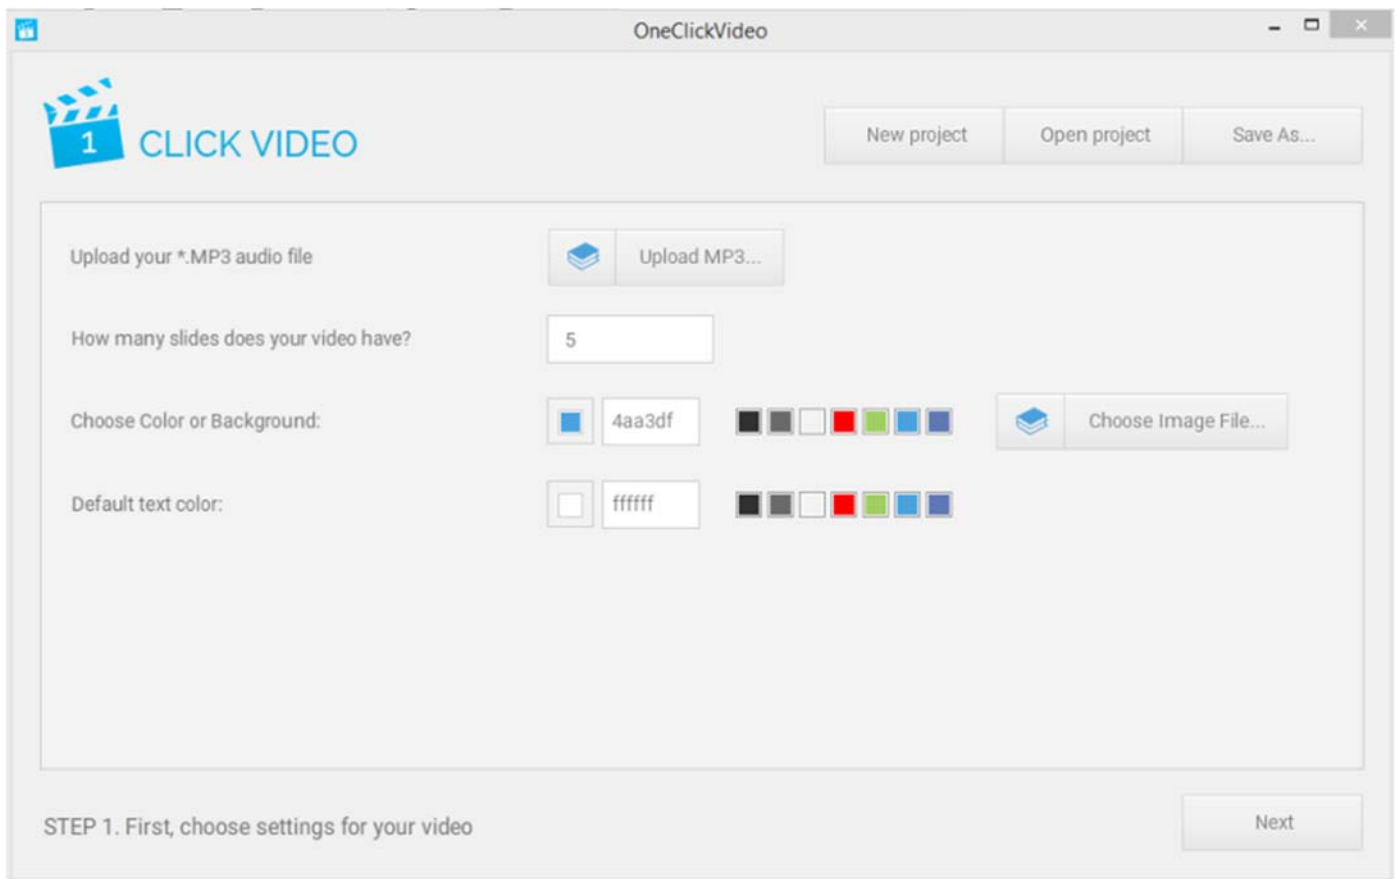 OneClickVideo
1 CLICK VIDEO
New project Open project Save As...
Upload your *.MP3 audio file Upload MP3...
How many slides does your video have? 5
Choose Color or Background: 4aa3df Choose Image File...
Default text color: ffffff
STEP 1. First, choose settings for your video Next